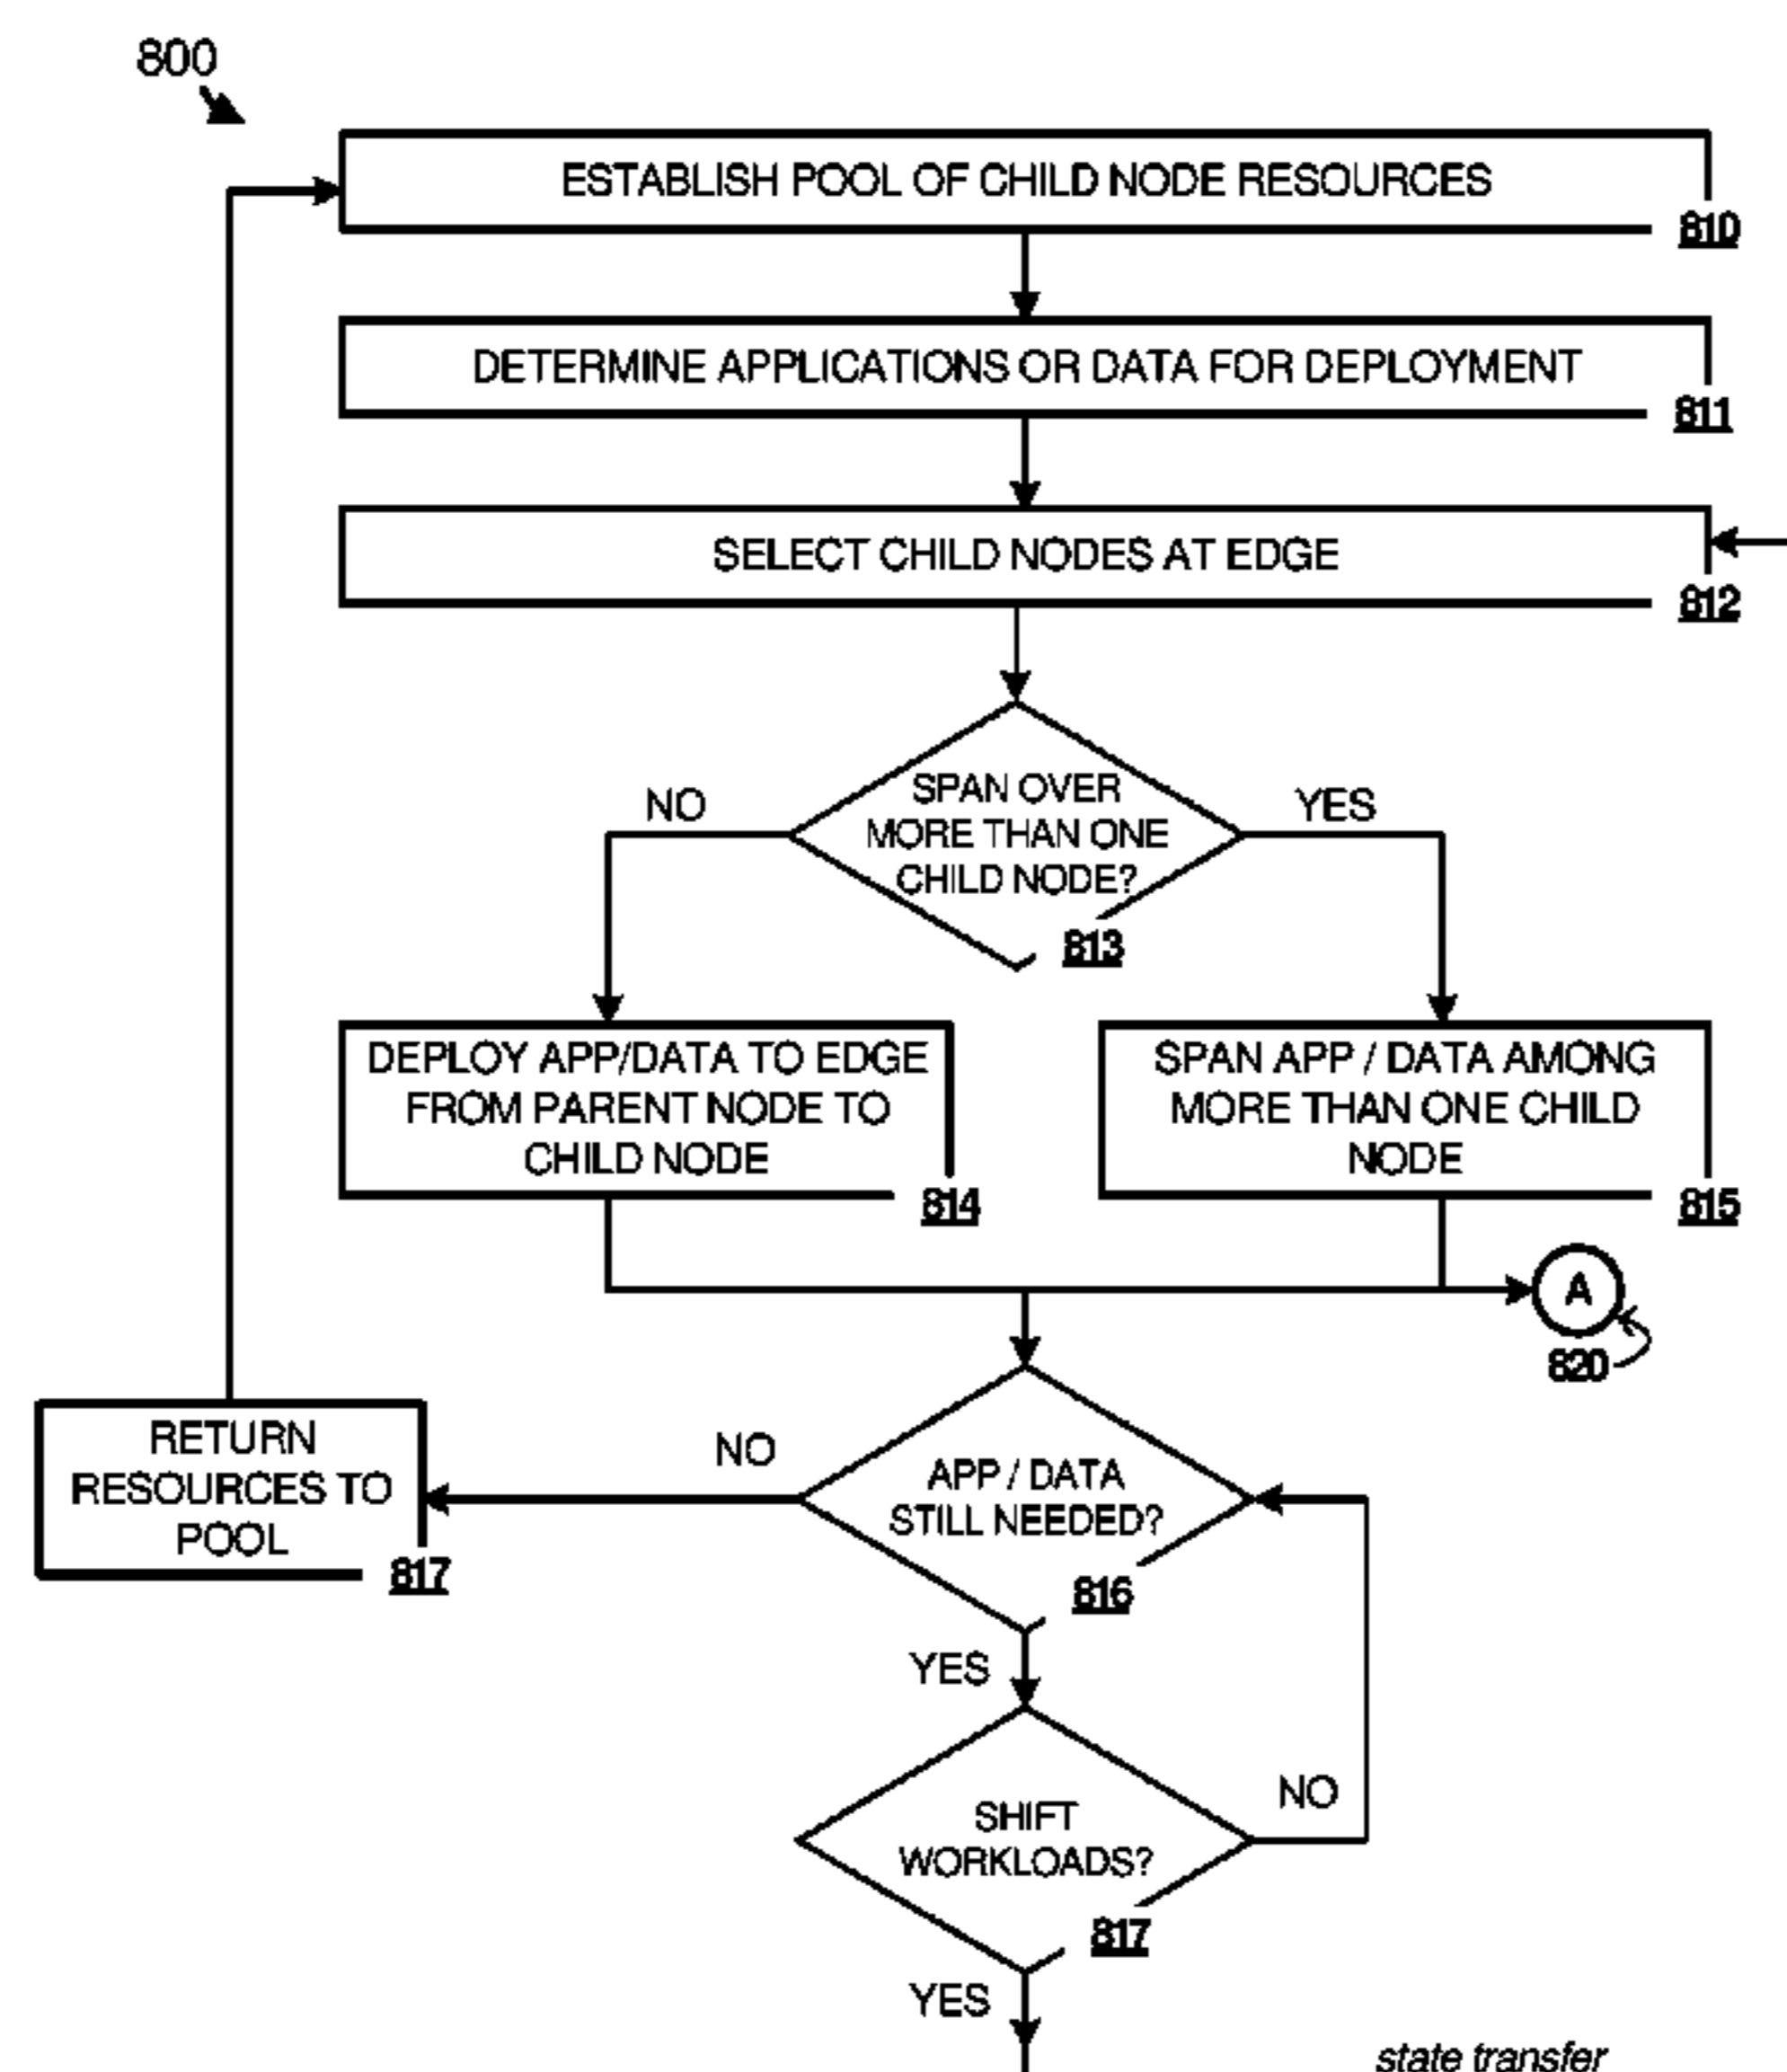 800
ESTABLISH POOL OF CHILD NODE RESOURCES
810
DETERMINE APPLICATIONS OR DATA FOR DEPLOYMENT
811
SELECT CHILD NODES AT EDGE
812
SPAN OVER
MORE THAN ONE
CHILD NODE?
813
NO
YES
DEPLOY APP/DATA TO EDGE
FROM PARENT NODE TO
CHILD NODE
814
SPAN APP / DATA AMONG
MORE THAN ONE CHIILD
NODE
815
A
820
APP / DATA
STILL NEEDED?
816
NO
RETURN
RESOURCES TO
POOL
817
YES
SHIFT
WORKLOADS?
817
NO
YES
state transfer